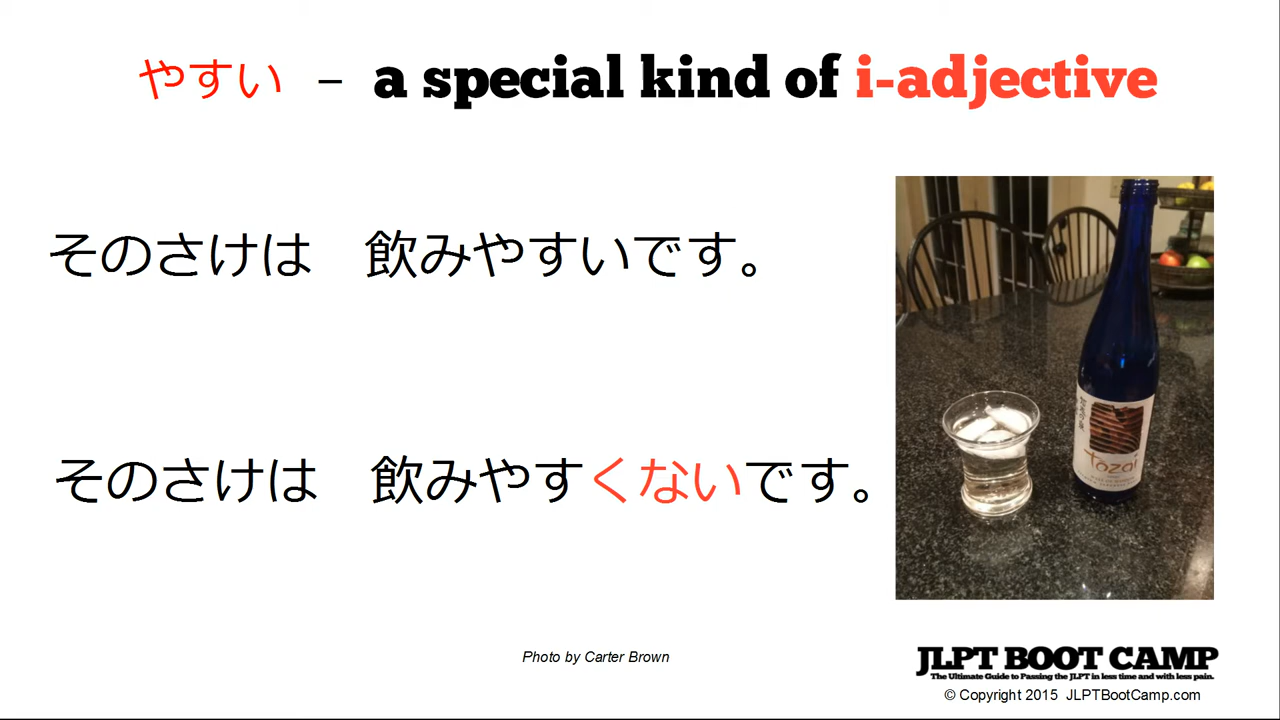 やすい – a special kind of i-adjective
そのさけは　飲みやすいです。
そのさけは　飲みやすくないです。
tozai
Photo by Carter Brown
JLPT BOOT CAMP
The Ultimate Guide to Passing the JLPT in less time and with less pain.
© Copyright 2015 JLPTBootCamp.com